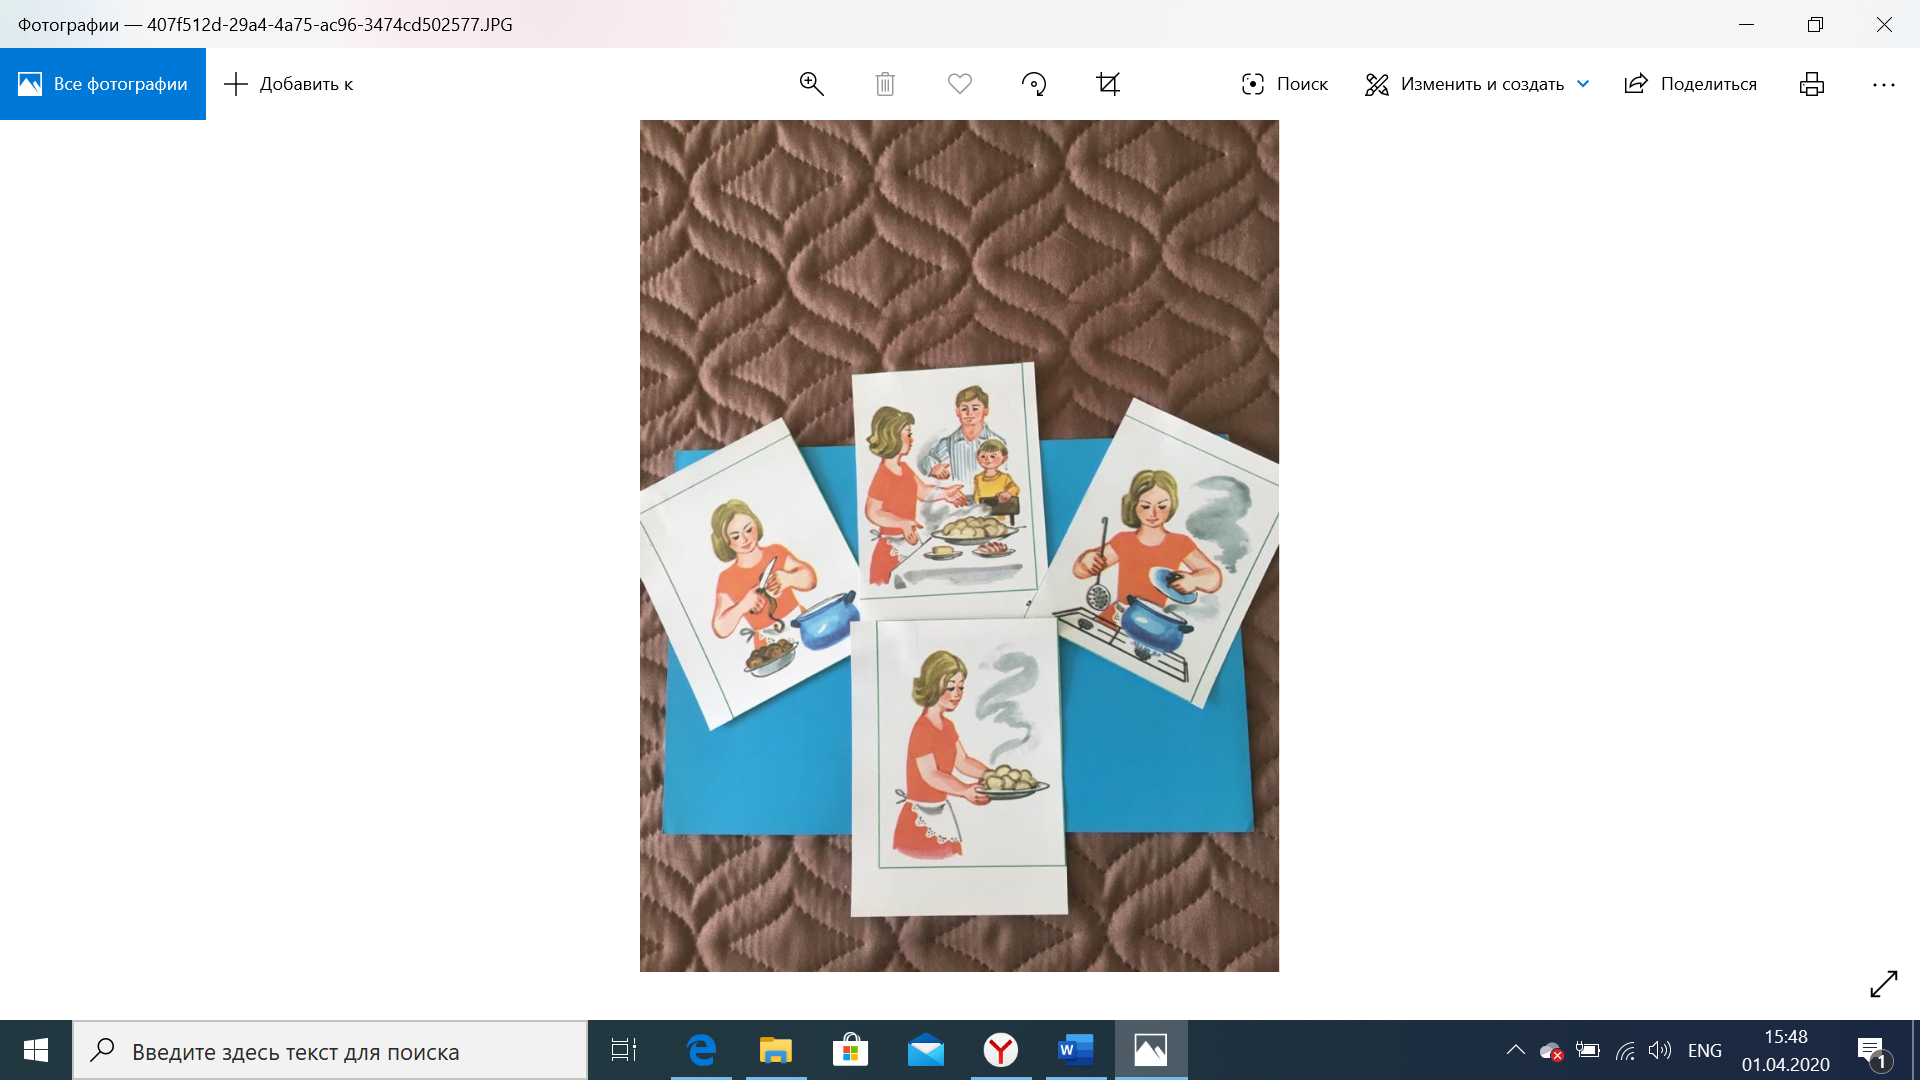 Фотографии — 407f512d-29a4-4a75-ac96-3474cd502577.JPG
Все фотографии
Добавить к
Поиск
Изменить и создать
Поделиться
Введите здесь текст для поиска
ENG
15:48
01.04.2020
1